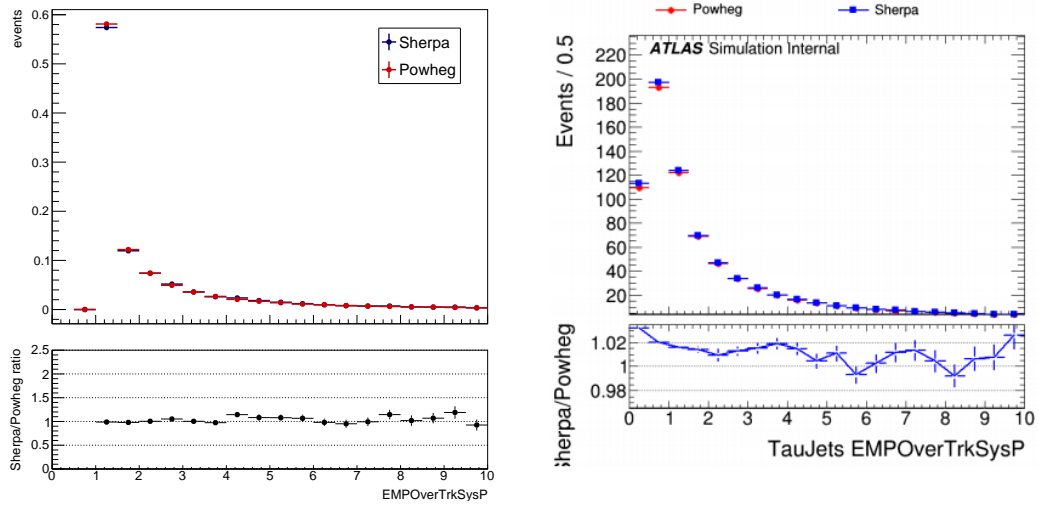 events
0.6
0.5
0.4
0.3
0.2
0.1
0
Sherpa
Powheg
Sherpa/Powheg ratio
2.5
2
1.5
1
0.5
0
0 1 2 3 4 5 6 7 8 9 10
EMPOverTrkSysP
Powheg Sherpa
ATLAS Simulation Internal
Events / 0.5
220
200
180
160
140
120
100
80
60
40
20
Sherpa/Powheg
1.02
1
0.98
0 1 2 3 4 5 6 7 8 9 10
TauJets EMPOverTrkSysP